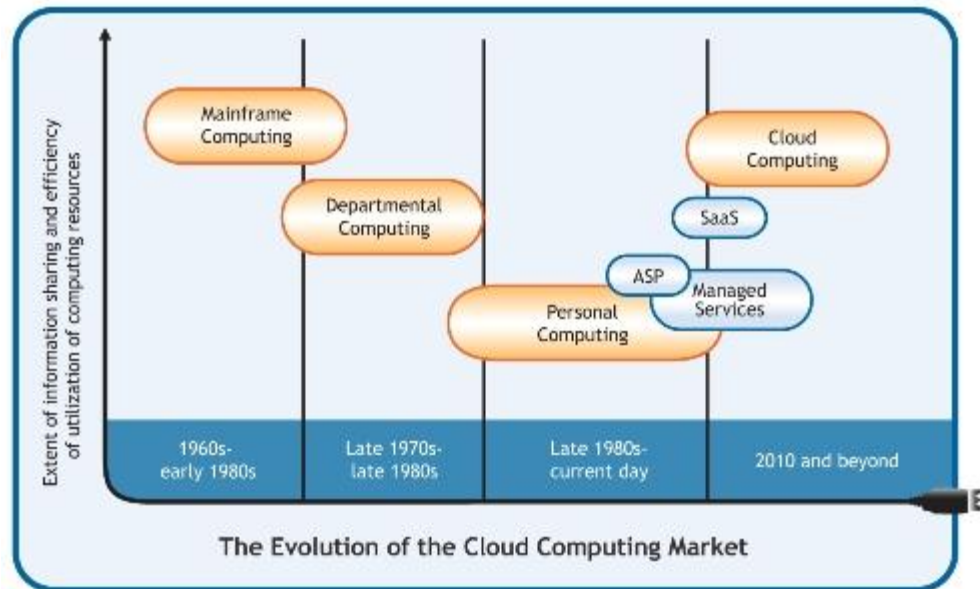 Extent of information sharing and efficiency
of utilization of computing resources
Mainframe
Computing
Departmental
Computing
Personal
Computing
ASP
Managed
Services
SaaS
Cloud
Computing
1960s-
early 1980s
Late 1970s-
late 1980s
Late 1980s-
current day
2010 and beyond
The Evolution of the Cloud Computing Market